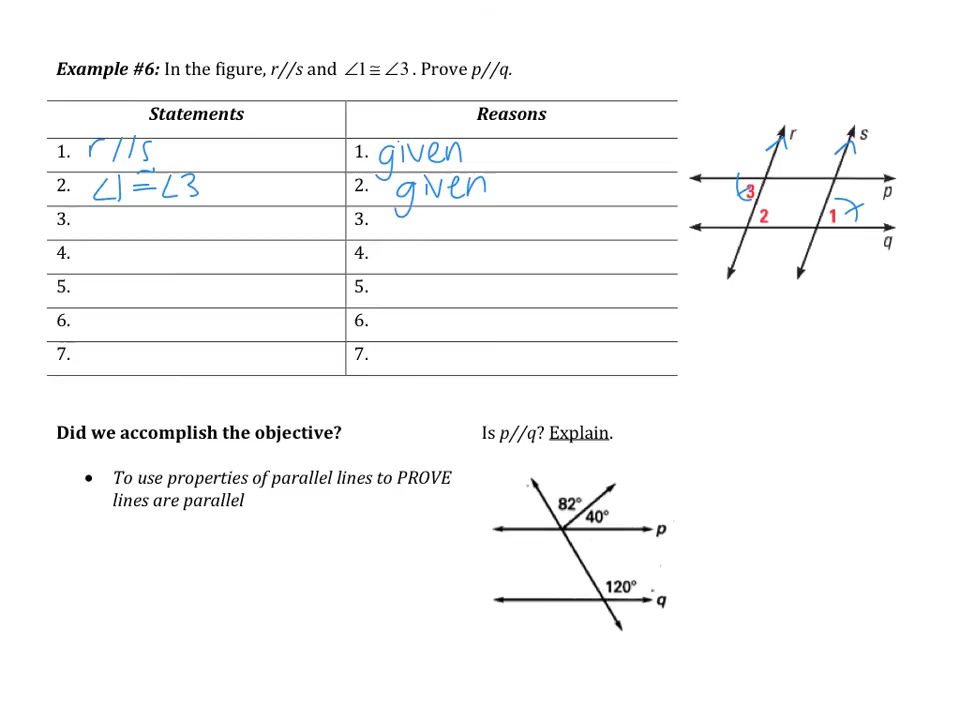 Example #6: In the figure, r//s and ∠1 ≅ ∠3. Prove p//q.
Statements Reasons
1. r//s 1. given
2. ∠1 ≅ ∠3 2. given
3. 3.
4. 4.
5. 5.
6. 6.
7. 7.
r s
3 p
2 1
q
Did we accomplish the objective? Is p//q? Explain.
• To use properties of parallel lines to PROVE
lines are parallel
82°
40°
p
120°
q